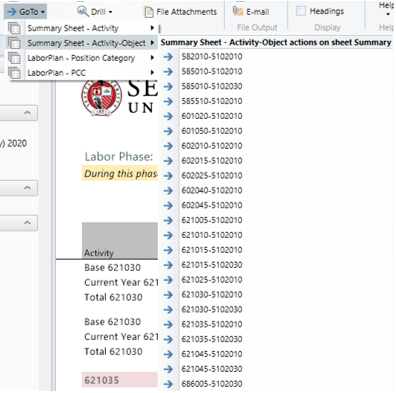 GoTo
Drill
File Attachments
E-mail
Headings
File Output
Display
Summary Sheet - Activity
Summary Sheet - Activity-Object
LaborPlan - Position Category
LaborPlan - PCC
Summary Sheet - Activity-Object actions on sheet Summary
582010-5102010
585010-5102010
585010-5102030
585510-5102010
601020-5102010
601050-5102010
602010-5102010
602015-5102010
602025-5102010
602040-5102010
602045-5102010
621005-5102010
621010-5102010
621015-5102010
621015-5102030
621025-5102010
621030-5102010
621030-5102030
621035-5102010
621035-5102030
621045-5102010
621045-5102030
686005-5102030
y) 2020
SE
UN
Labor Phase:
During this phas
Activity
Base 621030
Current Year 621
Total 621030
Base 621030
Current Year 621
Total 621030
621035